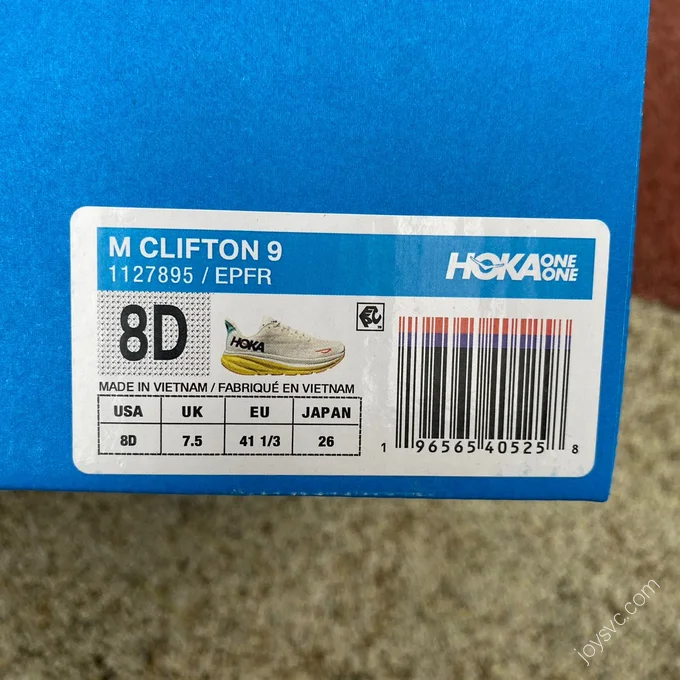 M CLIFTON 9
1127895 / EPFR
HOKA ONE ONE
8D
HOKA
MADE IN VIETNAM / FABRIQUÉ EN VIETNAM
USA UK EU JAPAN
8D 7.5 41 1/3 26
1 96565 40525 8
joysvc.com